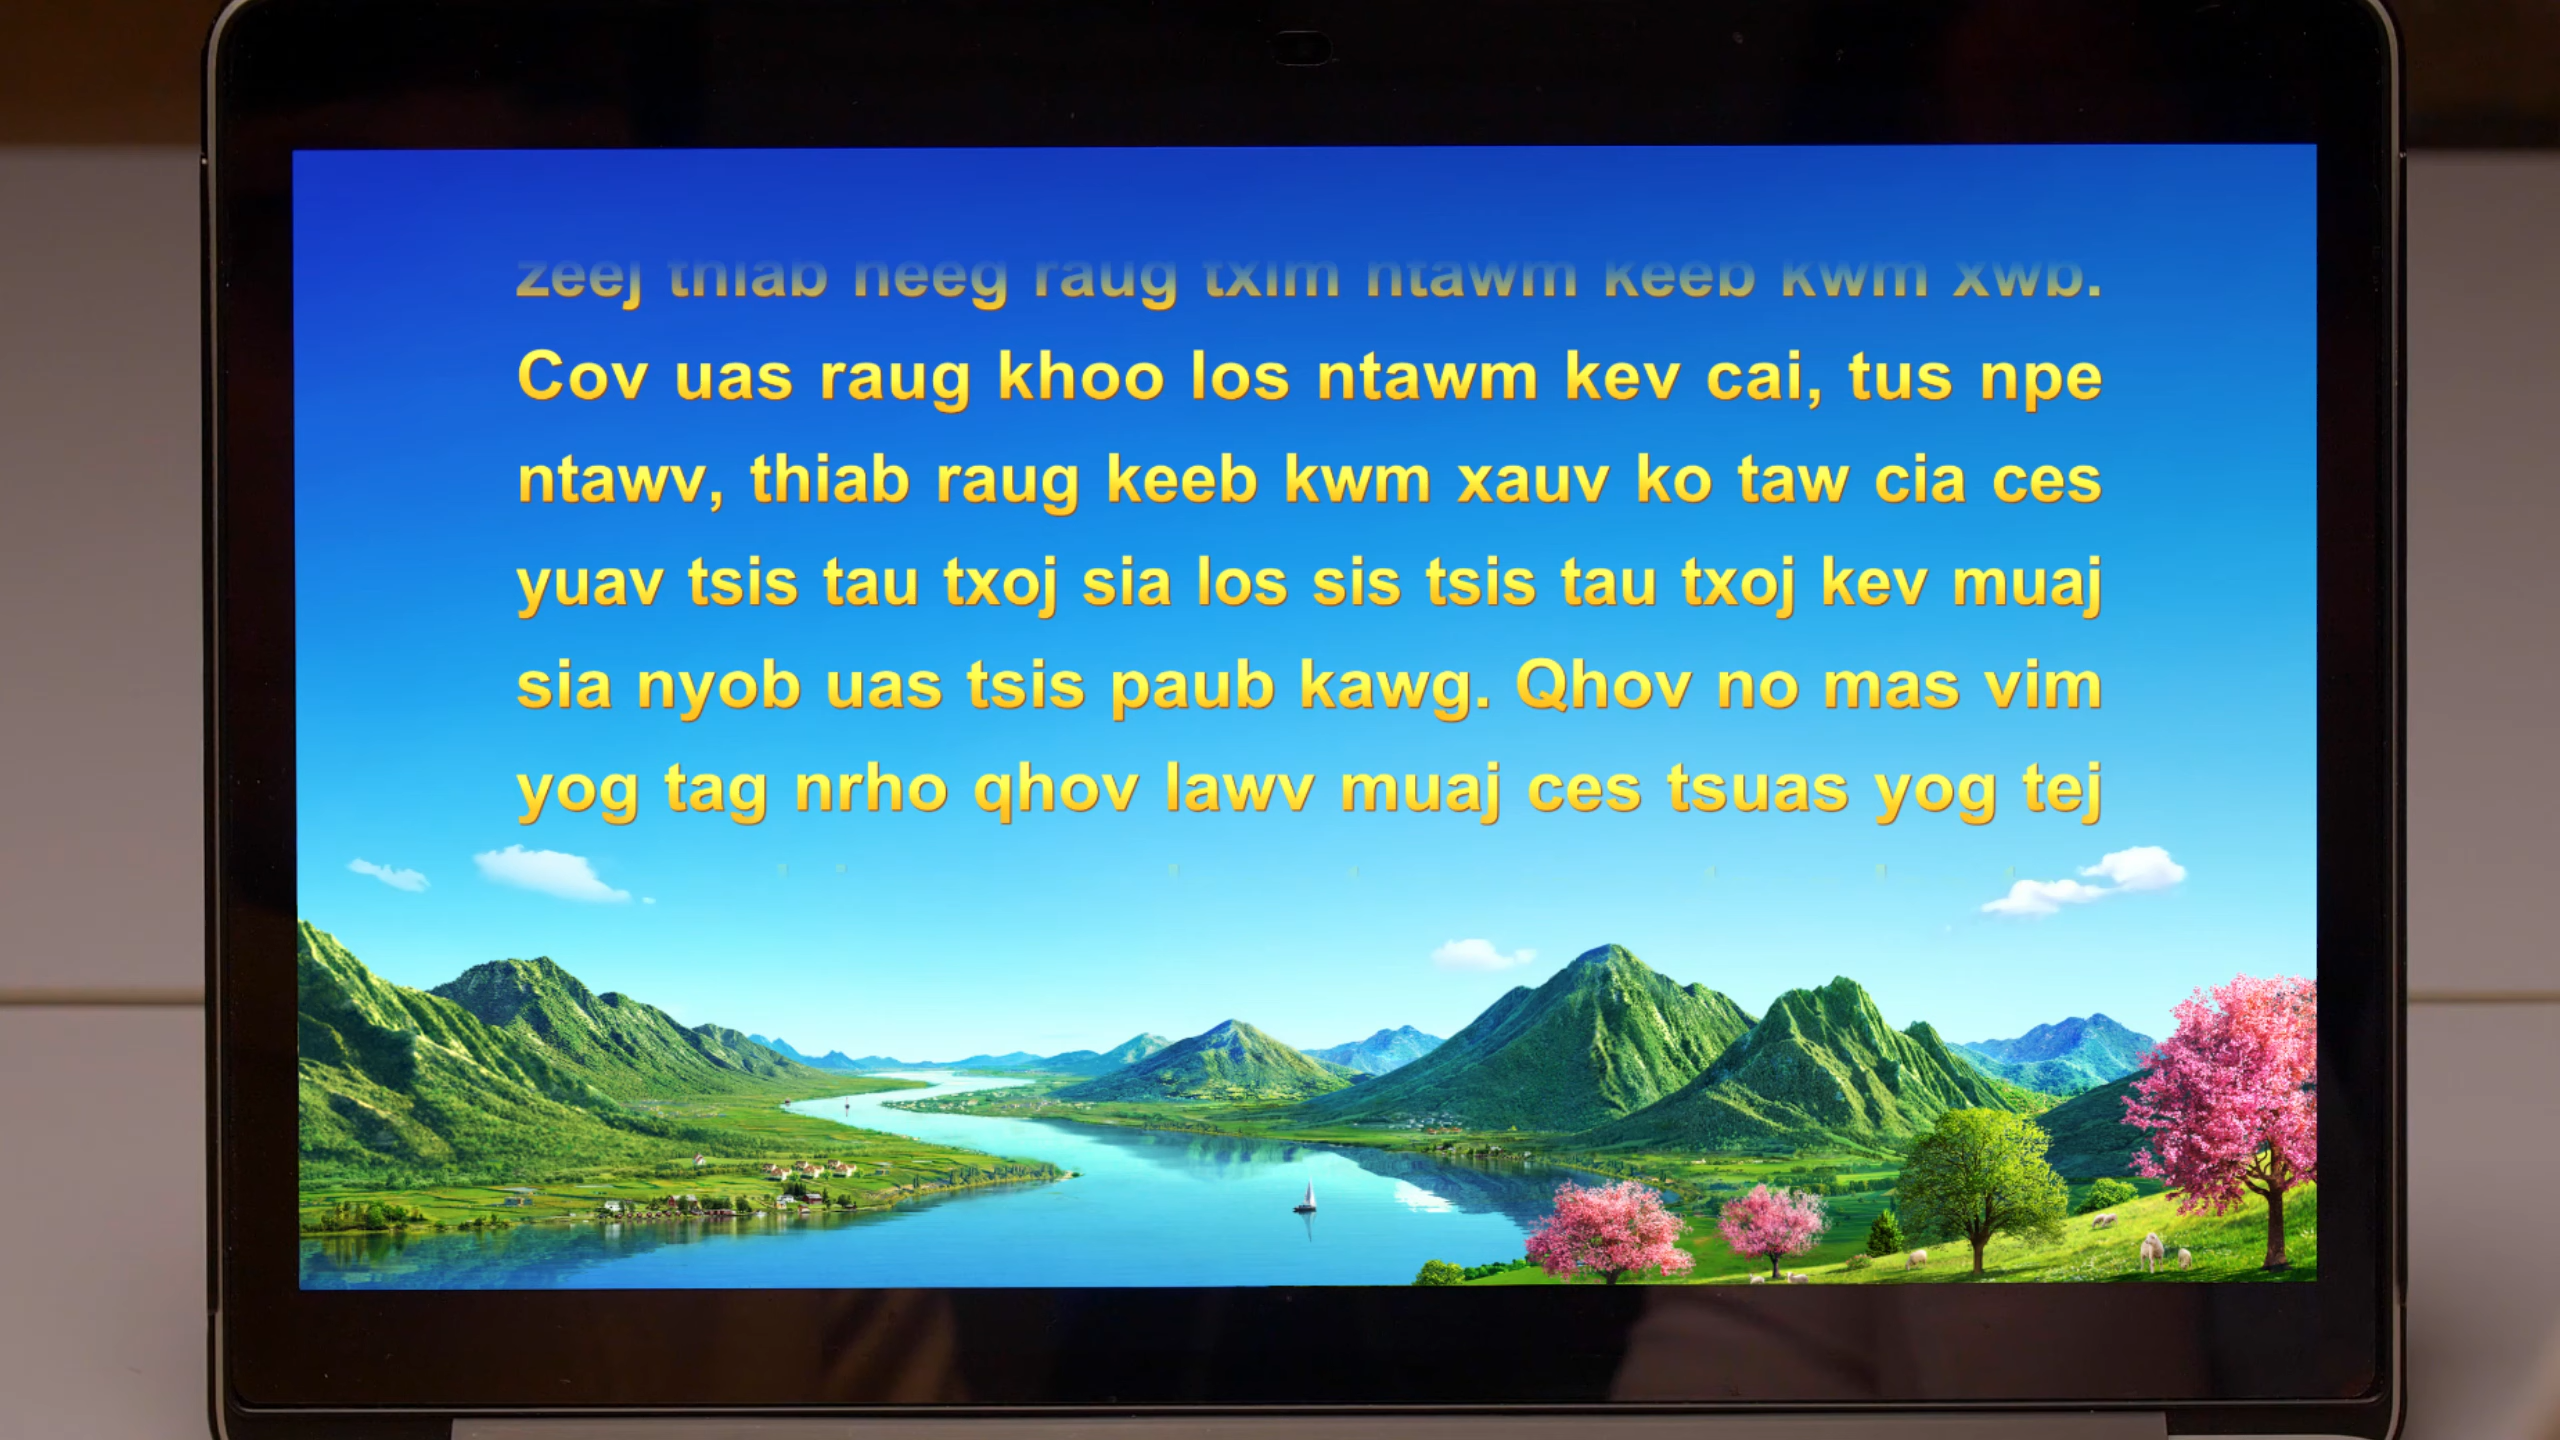 zeej thiab neeg raug txim ntawm keeb kwm xwb.
Cov uas raug khoo los ntawm kev cai, tus npe
ntawv, thiab raug keeb kwm xauv ko taw cia ces
yuav tsis tau txoj sia los sis tsis tau txoj kev muaj
sia nyob uas tsis paub kawg. Qhov no mas vim
yog tag nrho qhov lawv muaj ces tsuas yog tej